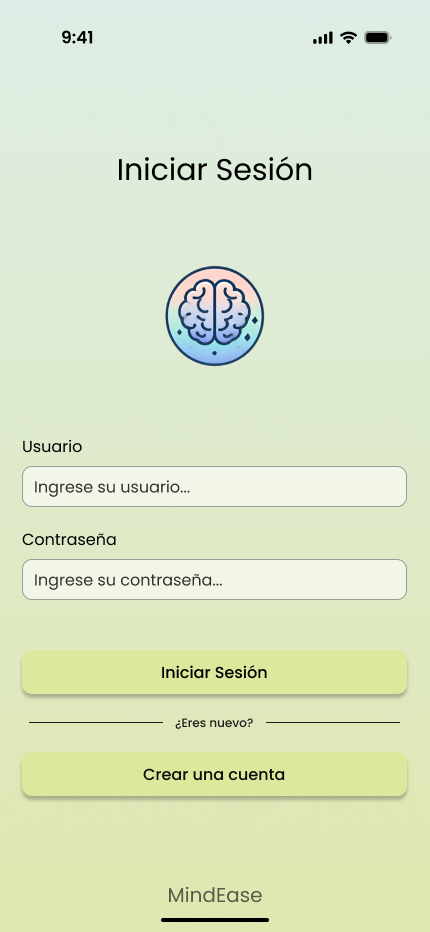 9:41
Iniciar Sesión
Usuario
Ingrese su usuario...
Contraseña
Ingrese su contraseña...
Iniciar Sesión
¿Eres nuevo?
Crear una cuenta
MindEase